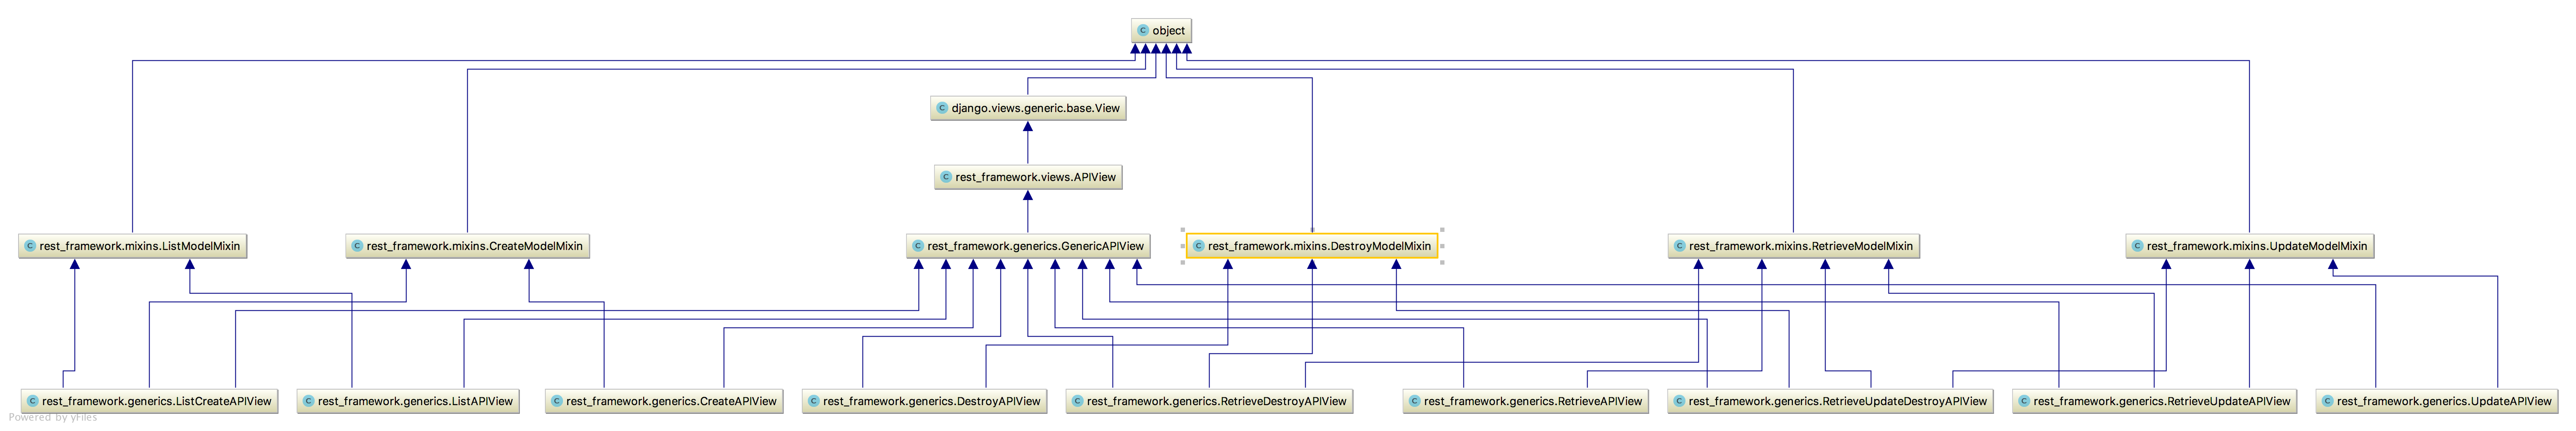 C object
C django.views.generic.base.View
C rest_framework.views.APIView
C rest_framework.mixins.ListModelMixin
C rest_framework.mixins.CreateModelMixin
C rest_framework.generics.GenericAPIView
C rest_framework.mixins.DestroyModelMixin
C rest_framework.mixins.RetrieveModelMixin
C rest_framework.mixins.UpdateModelMixin
C rest_framework.generics.ListCreateAPIView
C rest_framework.generics.ListAPIView
C rest_framework.generics.CreateAPIView
C rest_framework.generics.DestroyAPIView
C rest_framework.generics.RetrieveDestroyAPIView
C rest_framework.generics.RetrieveAPIView
C rest_framework.generics.RetrieveUpdateDestroyAPIView
C rest_framework.generics.RetrieveUpdateAPIView
C rest_framework.generics.UpdateAPIView
Powered by yFiles